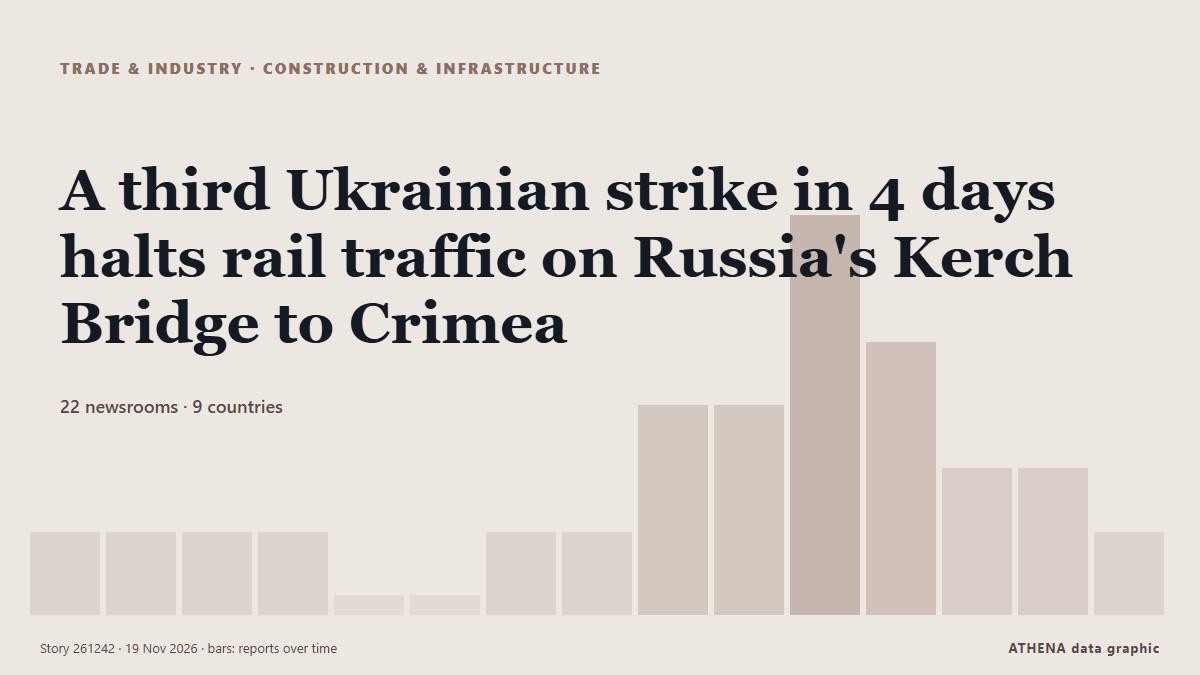 TRADE & INDUSTRY · CONSTRUCTION & INFRASTRUCTURE
A third Ukrainian strike in 4 days
halts rail traffic on Russia's Kerch
Bridge to Crimea
22 newsrooms · 9 countries
Story 261242 · 19 Nov 2026 · bars: reports over time
ATHENA data graphic